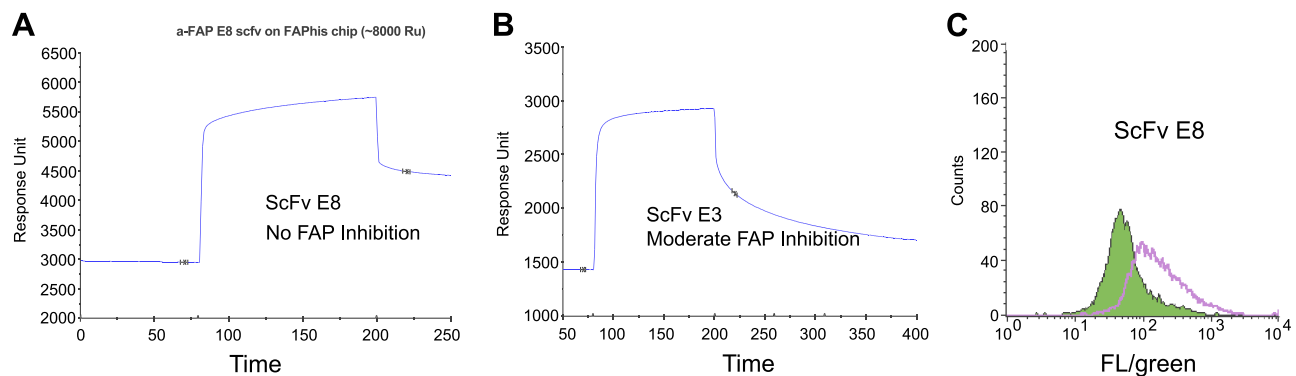 A
a-FAP E8 scfv on FAPhis chip (~8000 Ru)
6500
6000
5500
5000
4500
4000
3500
3000
2500
2000
Response Unit
ScFv E8
No FAP Inhibition
0 50 100 150 200 250
Time
B
3500
3000
2500
2000
1500
1000
Response Unit
ScFv E3
Moderate FAP Inhibition
50 100 150 200 250 300 350 400
Time
C
200
160
120
80
40
0
Counts
ScFv E8
10^0 10^1 10^2 10^3 10^4
FL/green